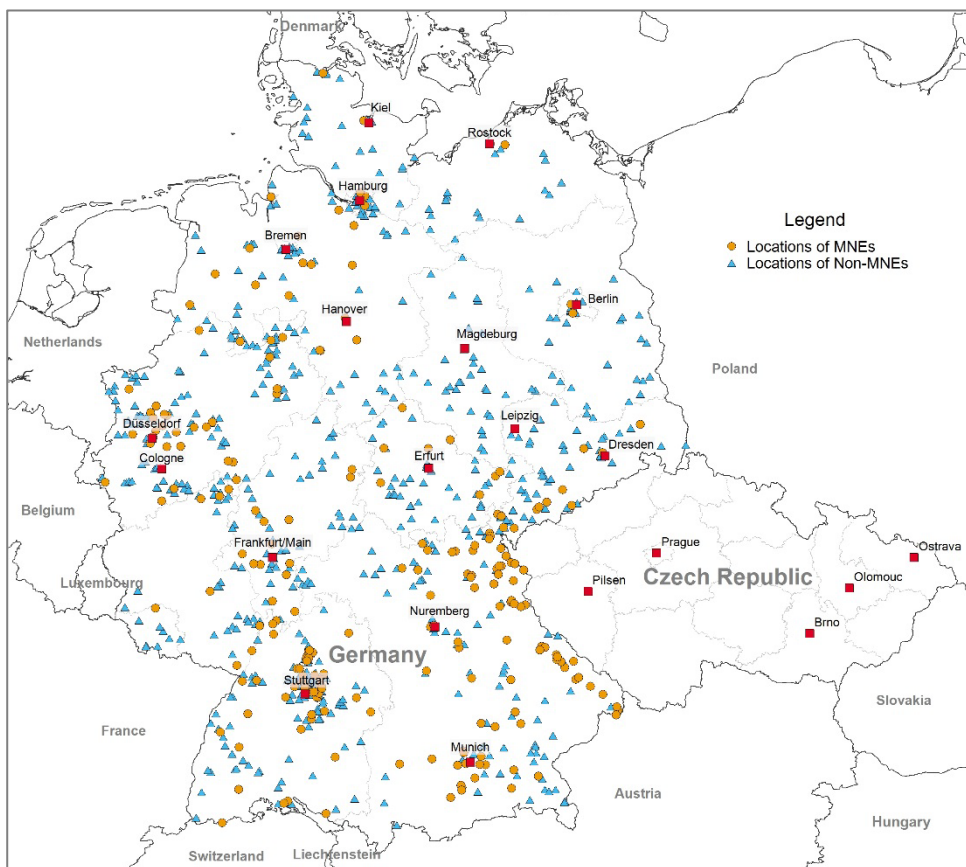 Denmark
Kiel
Rostock
Hamburg
Legend
Locations of MNEs
Locations of Non-MNEs
Bremen
Berlin
Hanover
Magdeburg
Netherlands
Poland
Düsseldorf
Leipzig
Dresden
Cologne
Erfurt
Belgium
Frankfurt/Main
Prague
Ostrava
Czech Republic
Luxembourg
Pilsen
Olomouc
Nuremberg
Brno
Germany
Stuttgart
Slovakia
France
Munich
Austria
Hungary
Switzerland
Liechtenstein